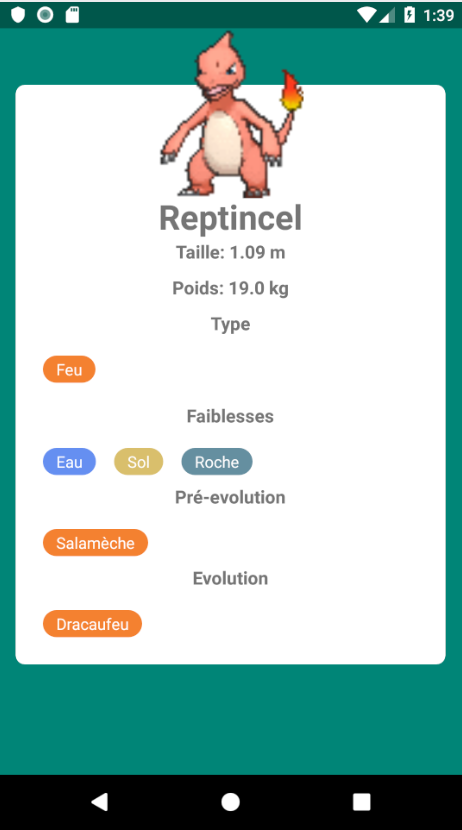 1:39
Reptincel
Taille: 1.09 m
Poids: 19.0 kg
Type
Feu
Faiblesses
Eau Sol Roche
Pré-evolution
Salamèche
Evolution
Dracaufeu